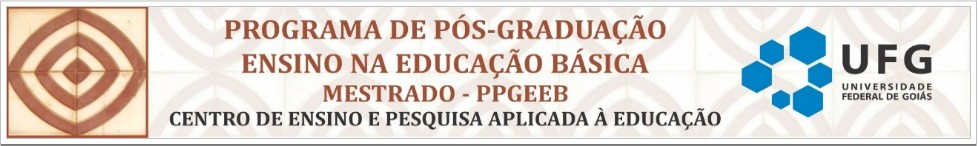 PROGRAMA DE PÓS-GRADUAÇÃO
ENSINO NA EDUCAÇÃO BÁSICA
MESTRADO - PPGEEB
CENTRO DE ENSINO E PESQUISA APLICADA À EDUCAÇÃO
UFG
UNIVERSIDADE
FEDERAL DE GOIÁS